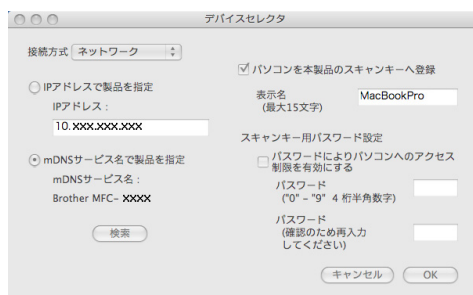 デバイスセレクタ
接続方式 ネットワーク
IPアドレスで製品を指定
IPアドレス：
10.XXX.XXX.XXX
mDNSサービス名で製品を指定
mDNSサービス名：
Brother MFC- XXXX
検索
パソコンを本製品のスキャンキーへ登録
表示名
(最大15文字)
MacBookPro
スキャンキー用パスワード設定
パスワードによりパソコンへのアクセス
制限を有効にする
パスワード
("0" – "9" 4 桁半角数字)
パスワード
(確認のため再入力
してください)
キャンセル
OK